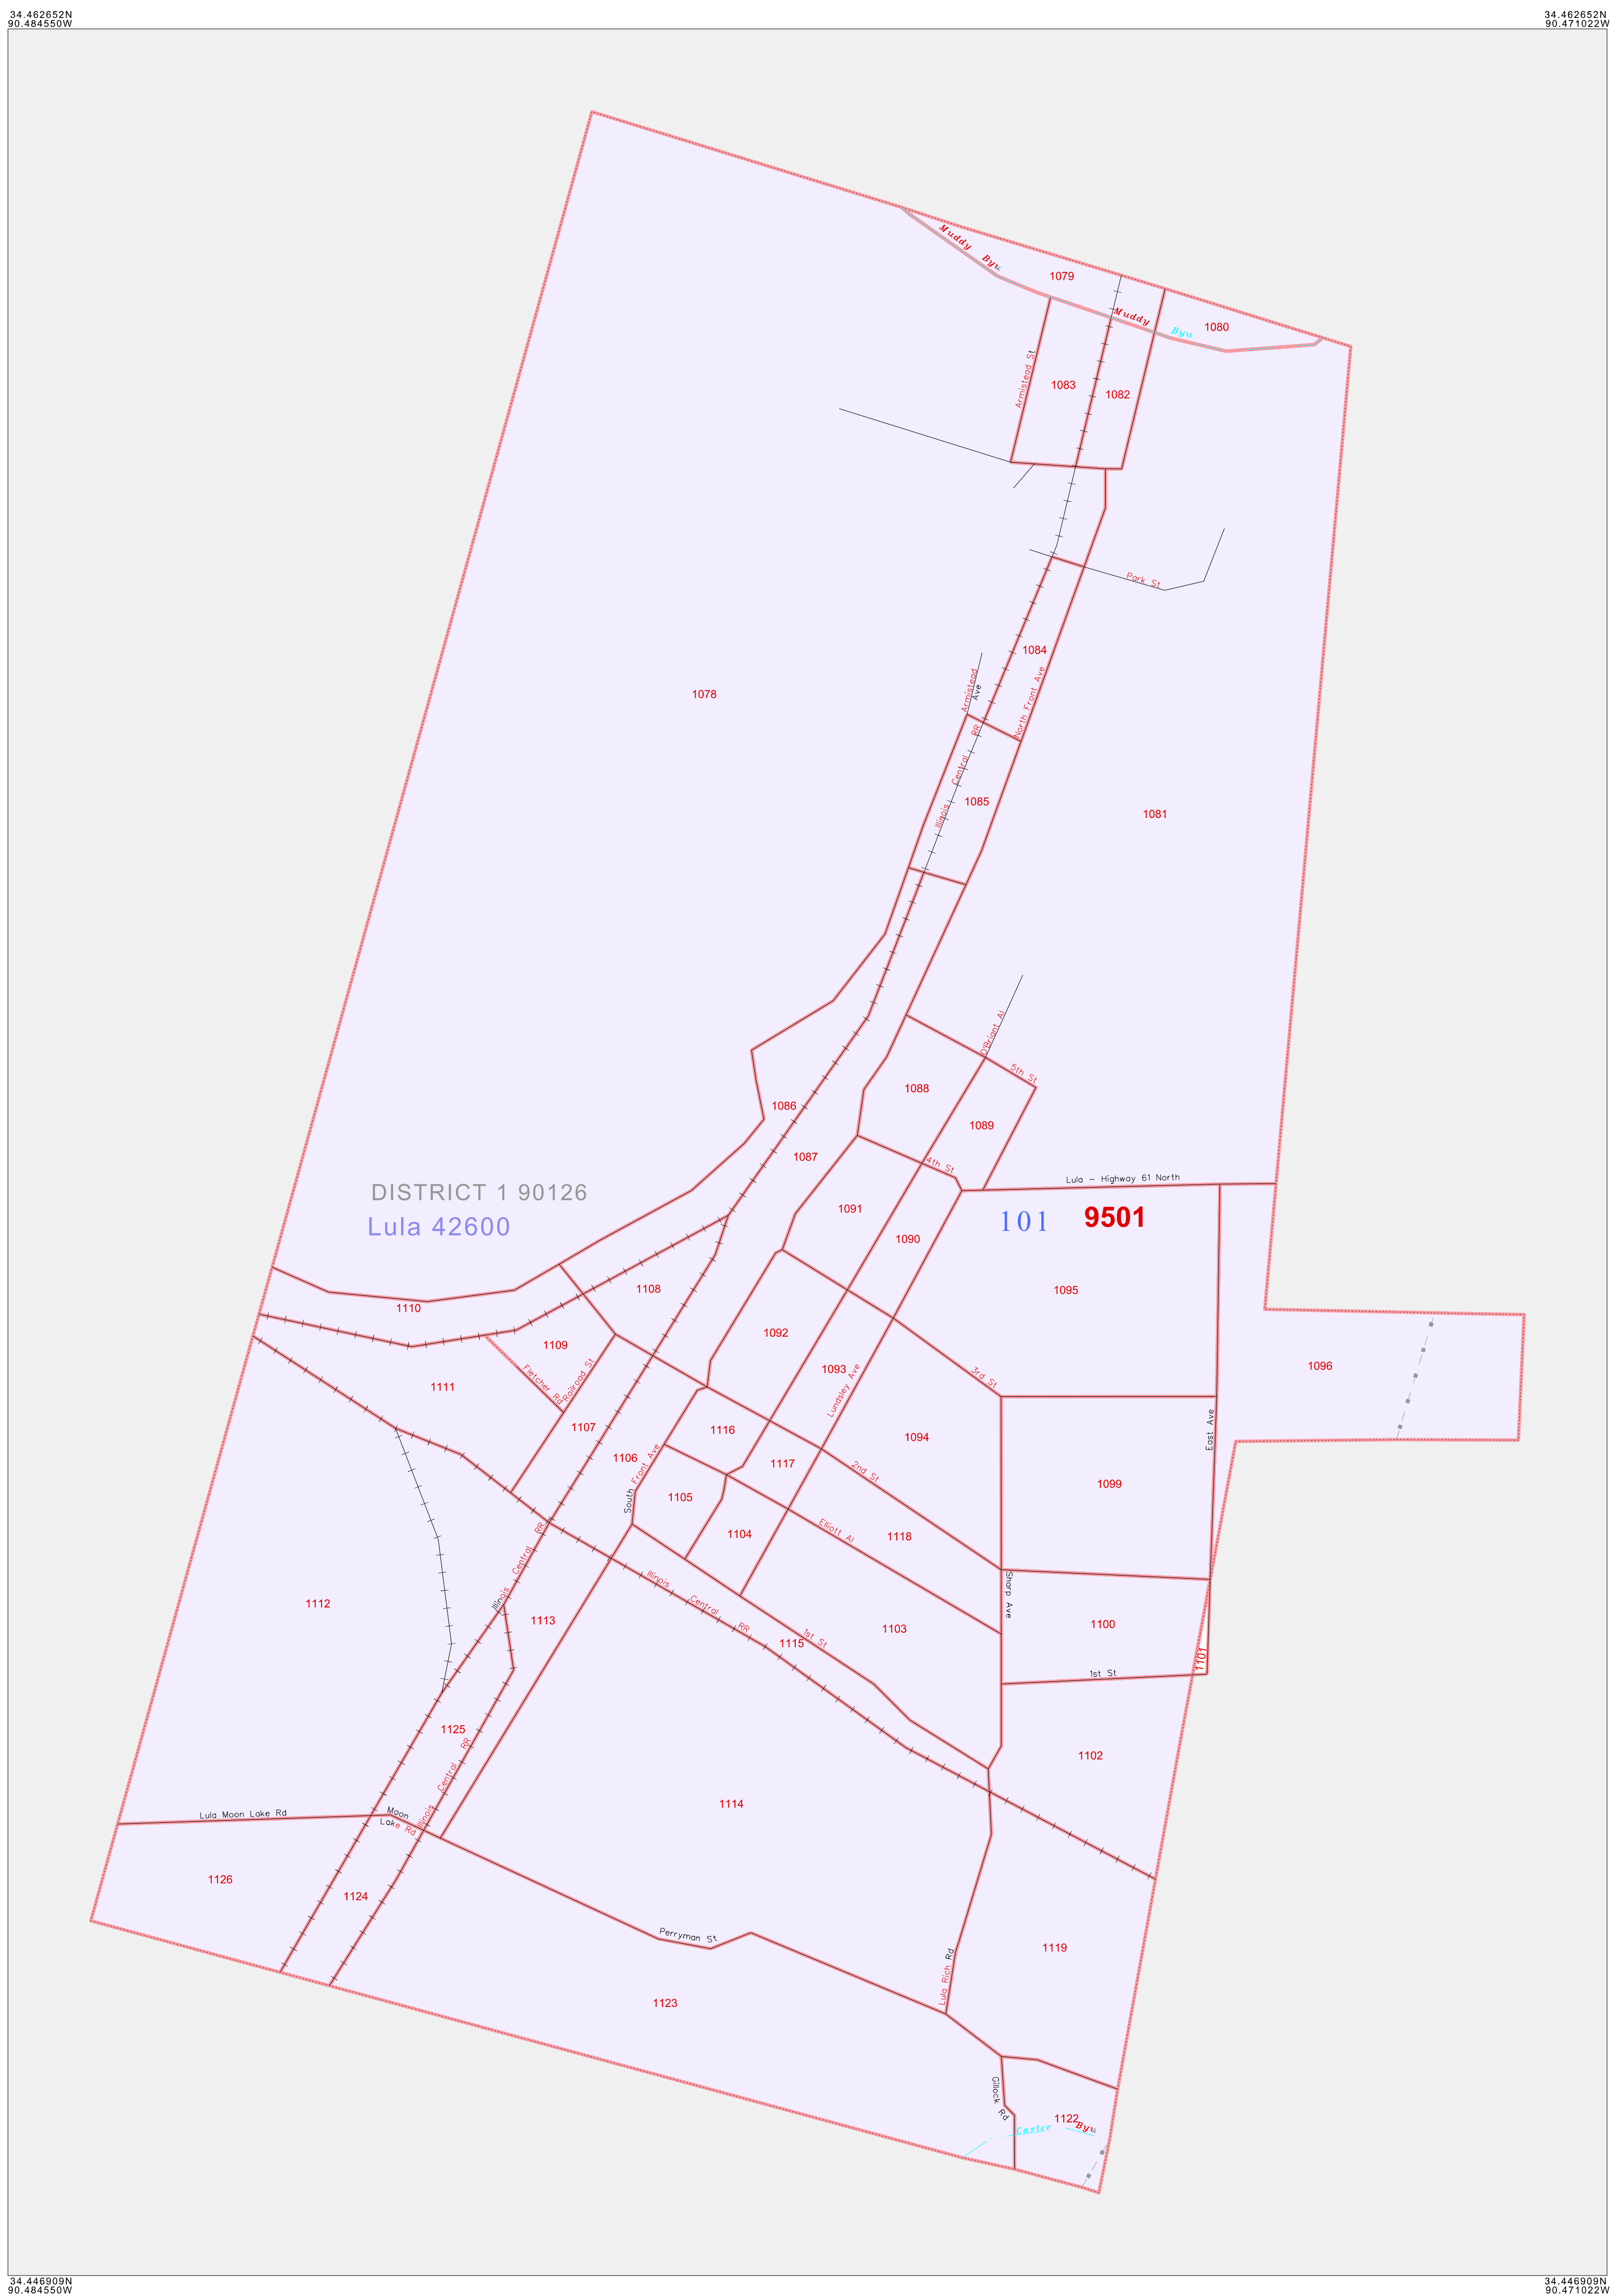 34.462652N
90.484550W
34.462652N
90.471022W
Muddy
Byu
1079
Muddy
Byu
1080
Armistead St
1083
1082
Park St
1084
1078
Armistead
Ave
North Front Ave
Illinois Central RR
1085
1081
O'Briant Al
5th St
1088
1086
1089
1087
4th St
Lula - Highway 61 North
DISTRICT 1 90126
Lula 42600
1091
101
9501
1090
1108
1095
1110
1092
1109
1093
3rd St
1096
Fletcher Rd
Railroad St
1111
Lundsley Ave
1107
1116
1094
East Ave
1106
1117
2nd St
1099
South Front Ave
1105
1104
Elliott Al
1118
Illinois Central RR
Illinois Central RR
Sharp Ave
1112
1113
1100
1103
1115
1st St
1101
1st St
1125
1102
Illinois Central RR
1114
Lula Moon Lake Rd
Moon
Lake Rd
1126
1124
Perryman St
1119
Lula Rich Rd
1123
Gillock Rd
1122
Carter
Byu
34.446909N
90.484550W
34.446909N
90.471022W